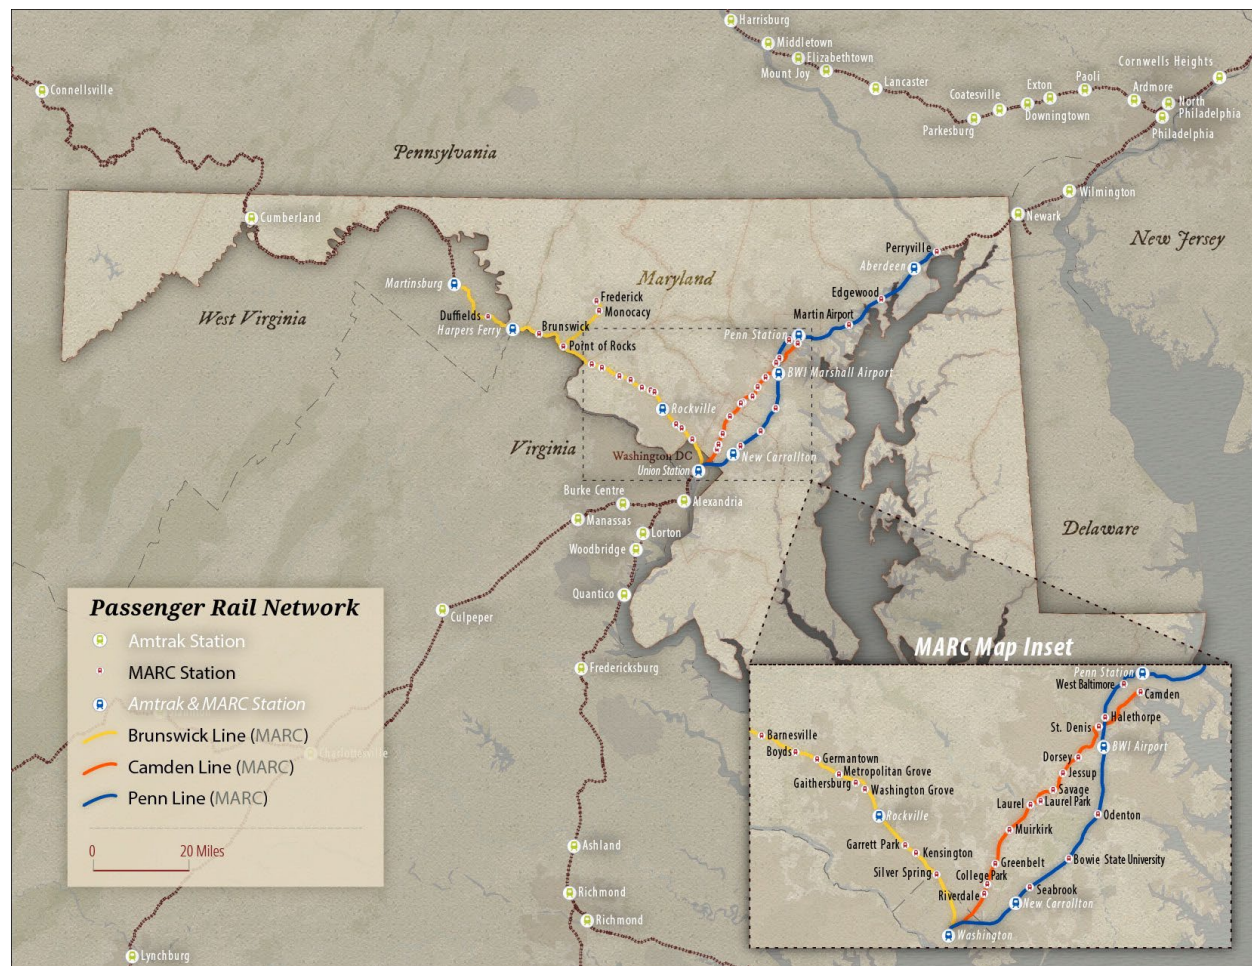 Harrisburg
Middletown
Elizabethtown
Mount Joy
Lancaster
Parkesburg
Coatesville
Exton
Downingtown
Paoli
Ardmore
Cornwells Heights
North
Philadelphia
Philadelphia
Connellsville
Pennsylvania
Wilmington
Newark
New Jersey
Cumberland
Martinsburg
West Virginia
Duffields
Harpers Ferry
Brunswick
Frederick
Monocacy
Point of Rocks
Maryland
Perryville
Aberdeen
Edgewood
Martin Airport
Penn Station
BWI Marshall Airport
Rockville
New Carrollton
Virginia
Washington DC
Union Station
Burke Centre
Alexandria
Manassas
Lorton
Woodbridge
Quantico
Culpeper
Fredericksburg
Delaware
Charlottesville
Ashland
Richmond
Richmond
Lynchburg
Passenger Rail Network
Amtrak Station
MARC Station
Amtrak & MARC Station
Brunswick Line (MARC)
Camden Line (MARC)
Penn Line (MARC)
0 20 Miles
MARC Map Inset
Penn Station
West Baltimore
Camden
Halethorpe
St. Denis
BWI Airport
Dorsey
Jessup
Savage
Laurel Park
Laurel
Odenton
Muirkirk
Bowie State University
Greenbelt
College Park
Seabrook
Riverdale
New Carrollton
Washington
Barnesville
Boyds
Germantown
Metropolitan Grove
Gaithersburg
Washington Grove
Rockville
Garrett Park
Kensington
Silver Spring